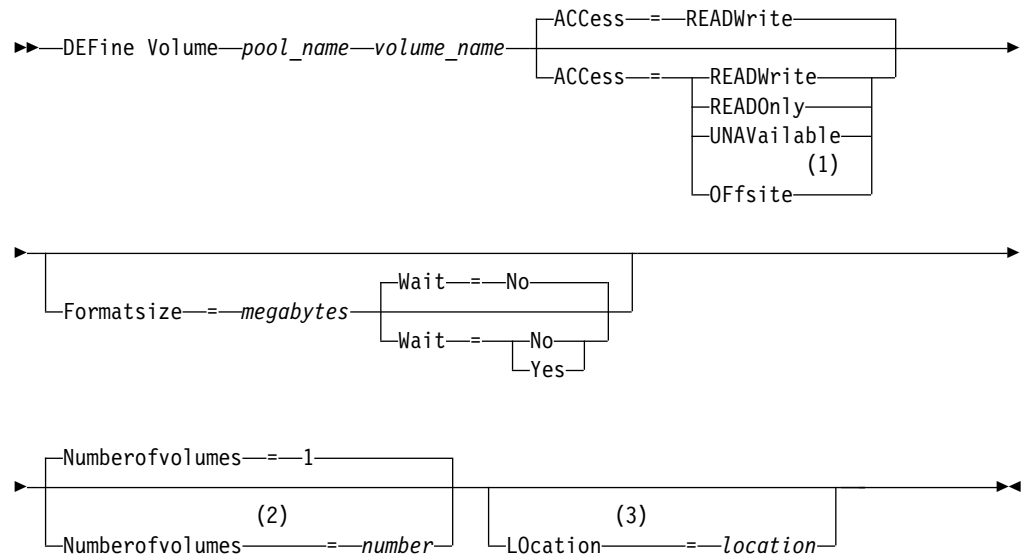 ACCess = READWrite
DEFine Volume pool_name volume_name
ACCess = READWrite
READOnly
UNAVailable
(1)
OFfsite
Wait = No
Formatsize = megabytes
Wait = No
Yes
Numberofvolumes = 1
(2) (3)
Numberofvolumes = number LOcation = location